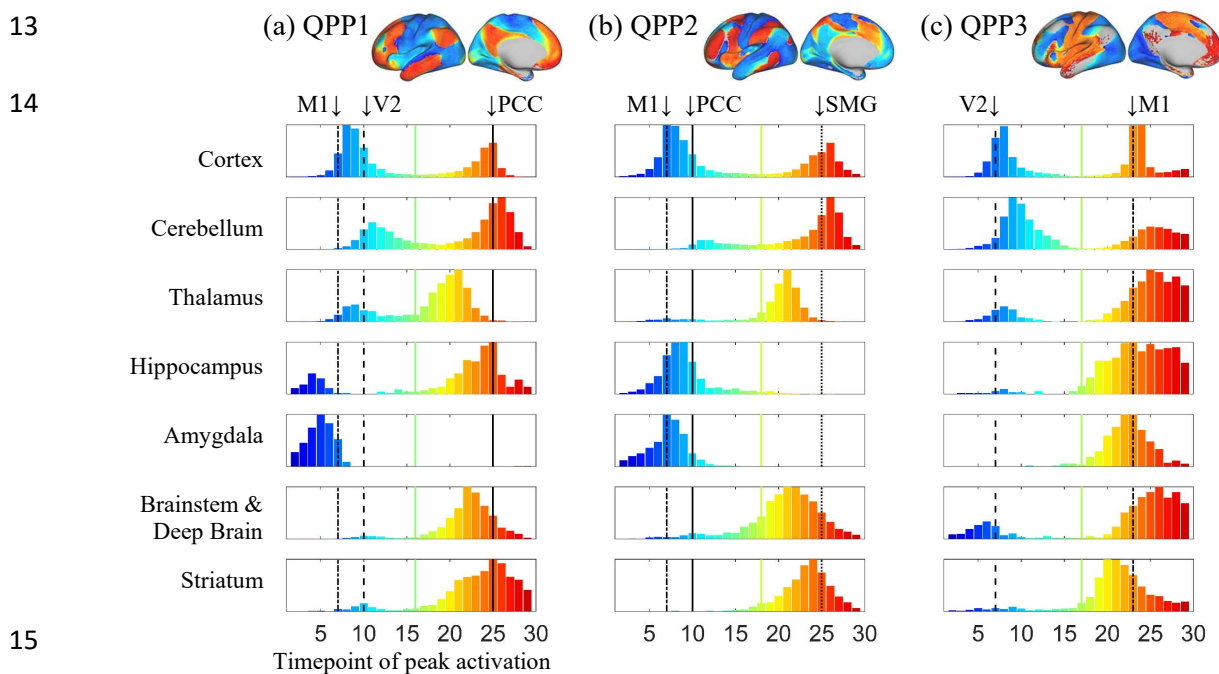 13
(a) QPP1 (b) QPP2 (c) QPP3
14
M1↓ ↓V2 ↓PCC M1↓ ↓PCC ↓SMG V2↓ ↓M1
Cortex
Cerebellum
Thalamus
Hippocampus
Amygdala
Brainstem &
Deep Brain
Striatum
15
5 10 15 20 25 30 5 10 15 20 25 30 5 10 15 20 25 30
Timepoint of peak activation